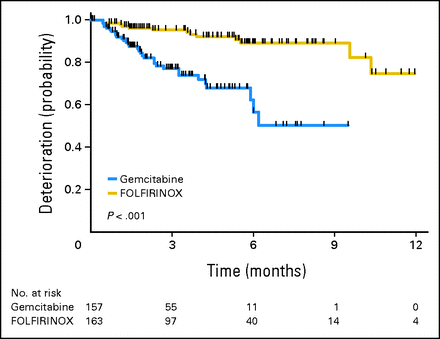 Deterioration (probability)
1.0
0.8
0.6
0.4
0.2
Gemcitabine
FOLFIRINOX
P < .001
0 3 6 9 12
Time (months)
No. at risk
Gemcitabine 157 55 11 1 0
FOLFIRINOX 163 97 40 14 4